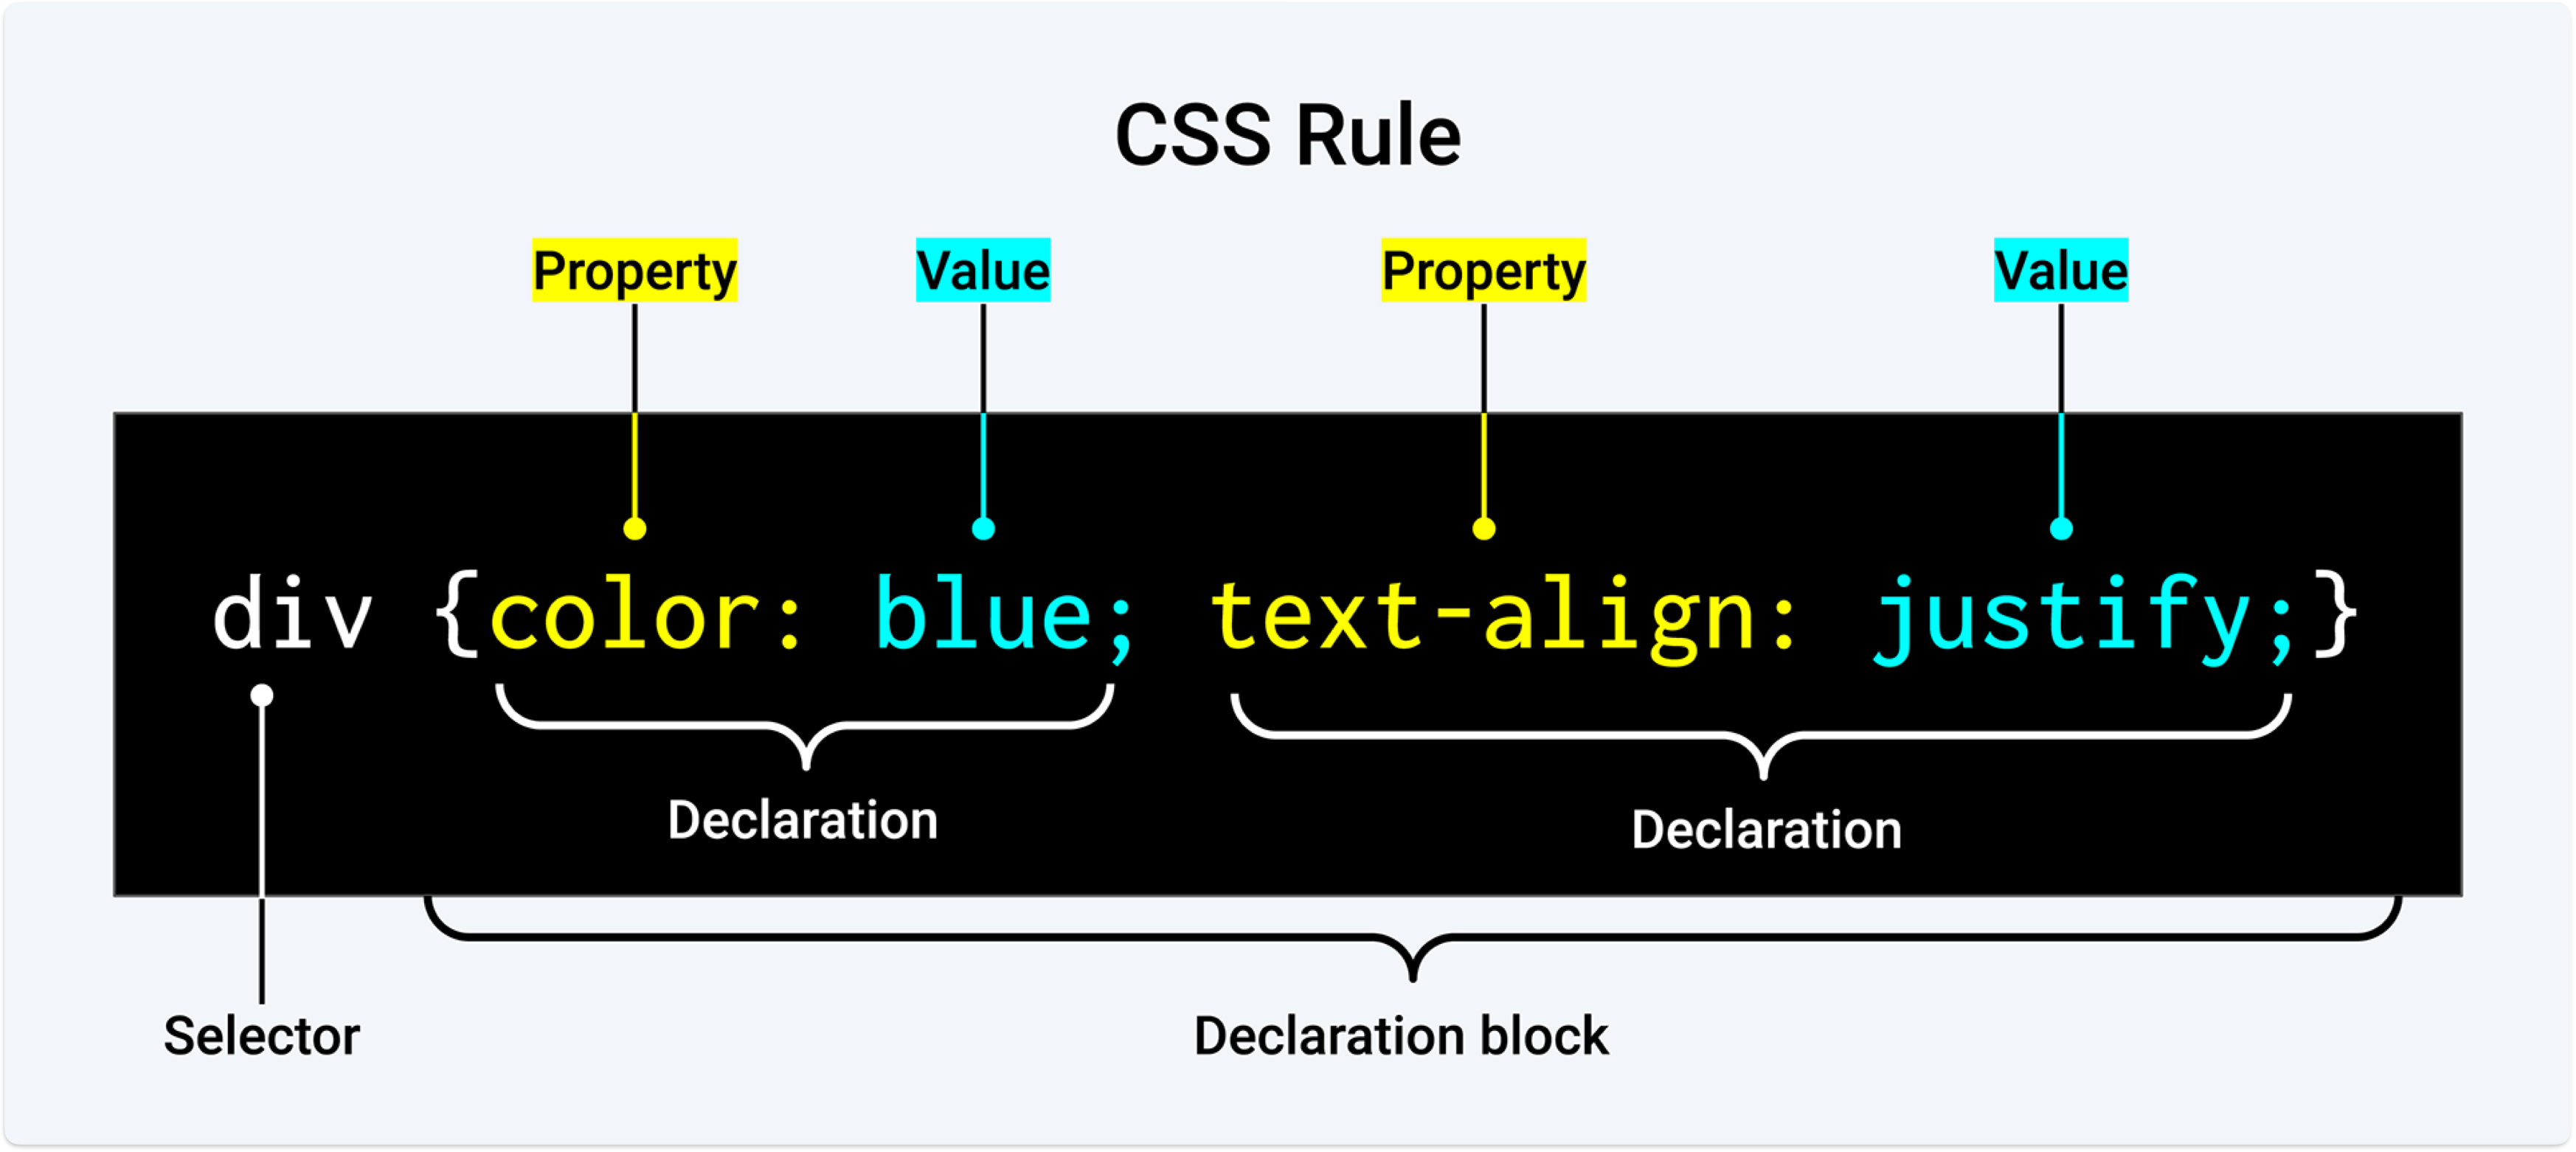 CSS Rule
Property Value Property Value
div {color: blue; text-align: justify;}
Declaration Declaration
Selector Declaration block